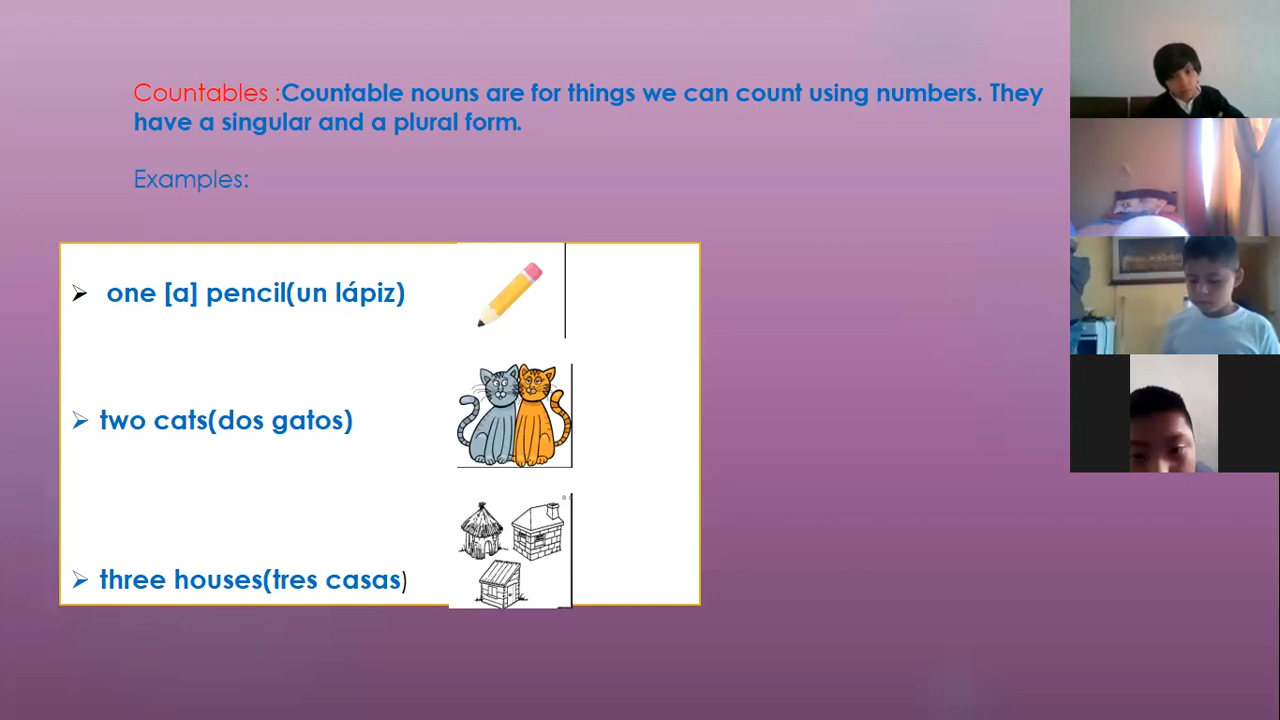 Countables :Countable nouns are for things we can count using numbers. They
have a singular and a plural form.
Examples:
one [a] pencil(un lápiz)
two cats(dos gatos)
three houses(tres casas)